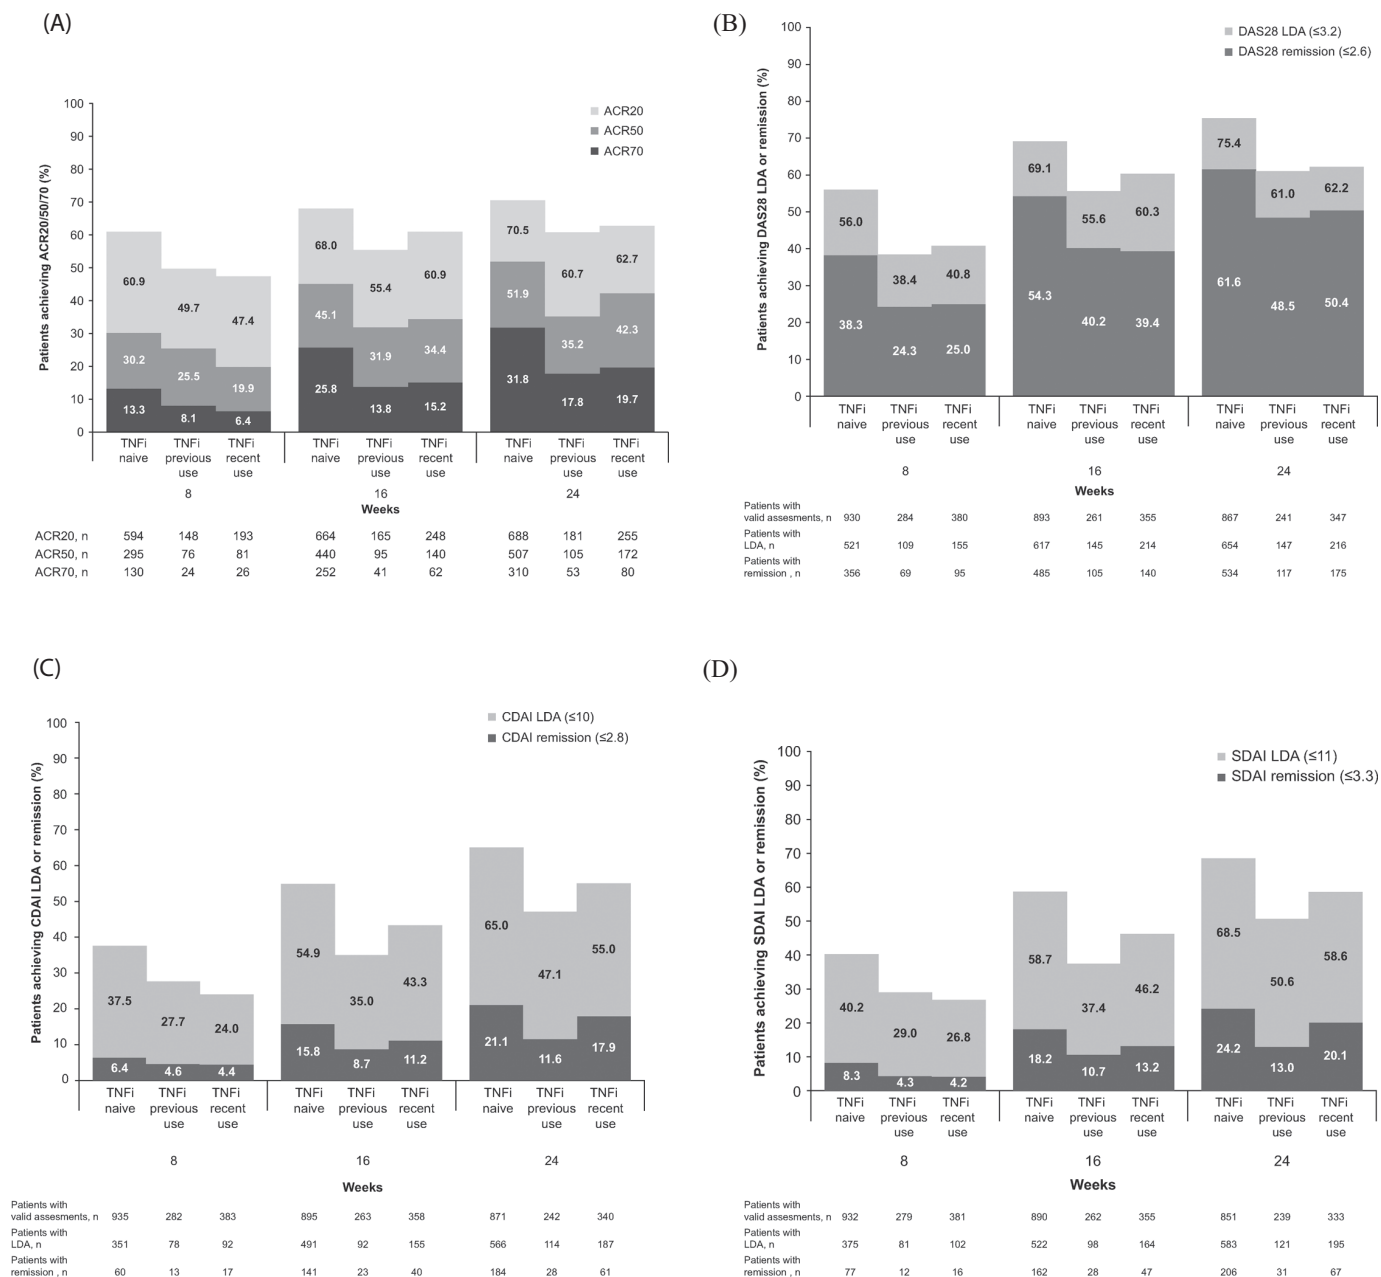 (A)
Patients achieving ACR20/50/70 (%)
100
90
80
70
60
50
40
30
20
10
0
ACR20
ACR50
ACR70
60.9 49.7 47.4 68.0 55.4 60.9 70.5 60.7 62.7
30.2 25.5 19.9 45.1 31.9 34.4 51.9 35.2 42.3
13.3 8.1 6.4 25.8 13.8 15.2 31.8 17.8 19.7
TNFi TNFi TNFi TNFi TNFi TNFi TNFi TNFi TNFi
naive previous recent naive previous recent naive previous recent
use use use use use use
8 16 24
Weeks
ACR20, n 594 148 193 664 165 248 688 181 255
ACR50, n 295 76 81 440 95 140 507 105 172
ACR70, n 130 24 26 252 41 62 310 53 80
(B)
Patients achieving DAS28 LDA or remission (%)
100
90
80
70
60
50
40
30
20
10
0
DAS28 LDA (≤3.2)
DAS28 remission (≤2.6)
56.0 38.4 40.8 69.1 55.6 60.3 75.4 61.0 62.2
38.3 24.3 25.0 54.3 40.2 39.4 61.6 48.5 50.4
TNFi TNFi TNFi TNFi TNFi TNFi TNFi TNFi TNFi
naive previous recent naive previous recent naive previous recent
use use use use use use
8 16 24
Weeks
Patients with
valid assesments, n 930 284 380 893 261 355 867 241 347
Patients with
LDA, n 521 109 155 617 145 214 654 147 216
Patients with
remission , n 356 69 95 485 105 140 534 117 175
(C)
Patients achieving CDAI LDA or remission (%)
100
90
80
70
60
50
40
30
20
10
0
CDAI LDA (≤10)
CDAI remission (≤2.8)
37.5 27.7 24.0 54.9 35.0 43.3 65.0 47.1 55.0
6.4 4.6 4.4 15.8 8.7 11.2 21.1 11.6 17.9
TNFi TNFi TNFi TNFi TNFi TNFi TNFi TNFi TNFi
naive previous recent naive previous recent naive previous recent
use use use use use use
8 16 24
Weeks
Patients with
valid assesments, n 935 282 383 895 263 358 871 242 340
Patients with
LDA, n 351 78 92 491 92 155 566 114 187
Patients with
remission , n 60 13 17 141 23 40 184 28 61
(D)
Patients achieving SDAI LDA or remission (%)
100
90
80
70
60
50
40
30
20
10
0
SDAI LDA (≤11)
SDAI remission (≤3.3)
40.2 29.0 26.8 58.7 37.4 46.2 68.5 50.6 58.6
8.3 4.3 4.2 18.2 10.7 13.2 24.2 13.0 20.1
TNFi TNFi TNFi TNFi TNFi TNFi TNFi TNFi TNFi
naive previous recent naive previous recent naive previous recent
use use use use use use
8 16 24
Weeks
Patients with
valid assesments, n 932 279 381 890 262 355 851 239 333
Patients with
LDA, n 375 81 102 522 98 164 583 121 195
Patients with
remission , n 77 12 16 162 28 47 206 31 67